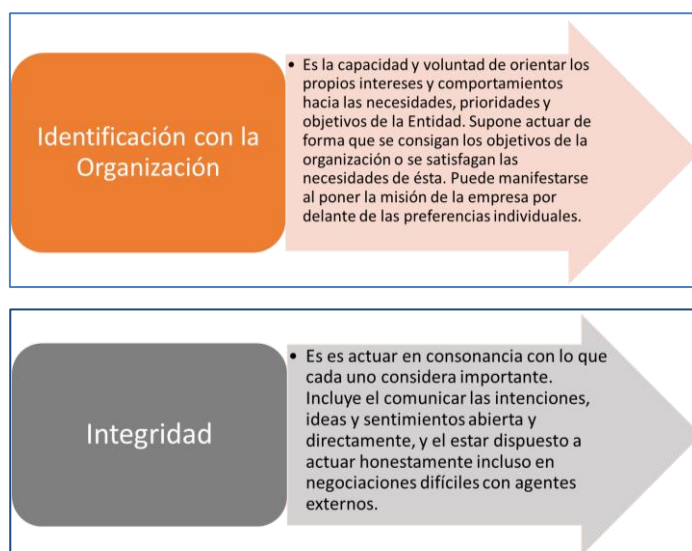 Identificación con la
Organización
• Es la capacidad y voluntad de orientar los
propios intereses y comportamientos
hacia las necesidades, prioridades y
objetivos de la Entidad. Supone actuar de
forma que se consigan los objetivos de la
organización o se satisfagan las
necesidades de ésta. Puede manifestarse
al poner la misión de la empresa por
delante de las preferencias individuales.
Integridad
• Es es actuar en consonancia con lo que
cada uno considera importante.
Incluye el comunicar las intenciones,
ideas y sentimientos abierta y
directamente, y el estar dispuesto a
actuar honestamente incluso en
negociaciones difíciles con agentes
externos.